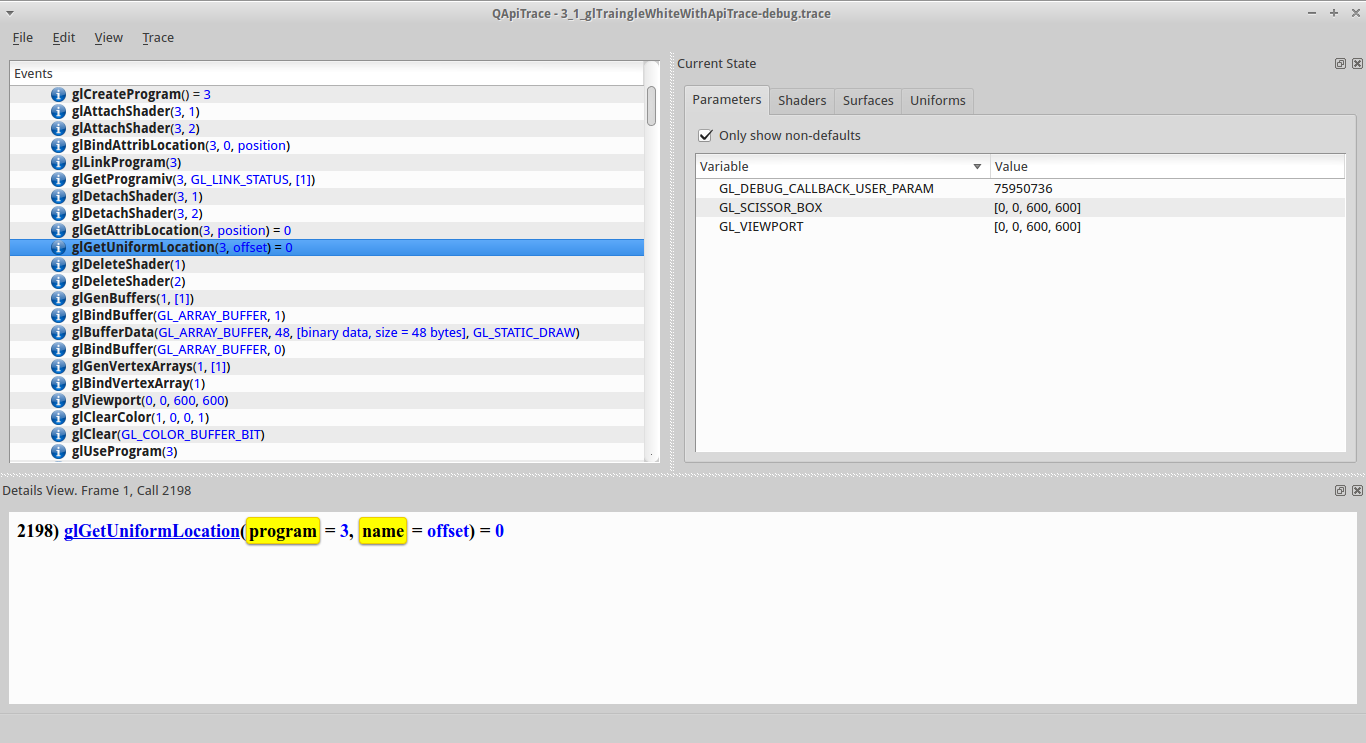 QApiTrace - 3_1_glTraingleWhiteWithApiTrace-debug.trace
File Edit View Trace
Events
glCreateProgram() = 3
glAttachShader(3, 1)
glAttachShader(3, 2)
glBindAttribLocation(3, 0, position)
glLinkProgram(3)
glGetProgramiv(3, GL_LINK_STATUS, [1])
glDetachShader(3, 1)
glDetachShader(3, 2)
glGetAttribLocation(3, position) = 0
glGetUniformLocation(3, offset) = 0
glDeleteShader(1)
glDeleteShader(2)
glGenBuffers(1, [1])
glBindBuffer(GL_ARRAY_BUFFER, 1)
glBufferData(GL_ARRAY_BUFFER, 48, [binary data, size = 48 bytes], GL_STATIC_DRAW)
glBindBuffer(GL_ARRAY_BUFFER, 0)
glGenVertexArrays(1, [1])
glBindVertexArray(1)
glViewport(0, 0, 600, 600)
glClearColor(1, 0, 0, 1)
glClear(GL_COLOR_BUFFER_BIT)
glUseProgram(3)
Current State
Parameters Shaders Surfaces Uniforms
Only show non-defaults
Variable Value
GL_DEBUG_CALLBACK_USER_PARAM 75950736
GL_SCISSOR_BOX [0, 0, 600, 600]
GL_VIEWPORT [0, 0, 600, 600]
Details View. Frame 1, Call 2198
2198) glGetUniformLocation(program = 3, name = offset) = 0